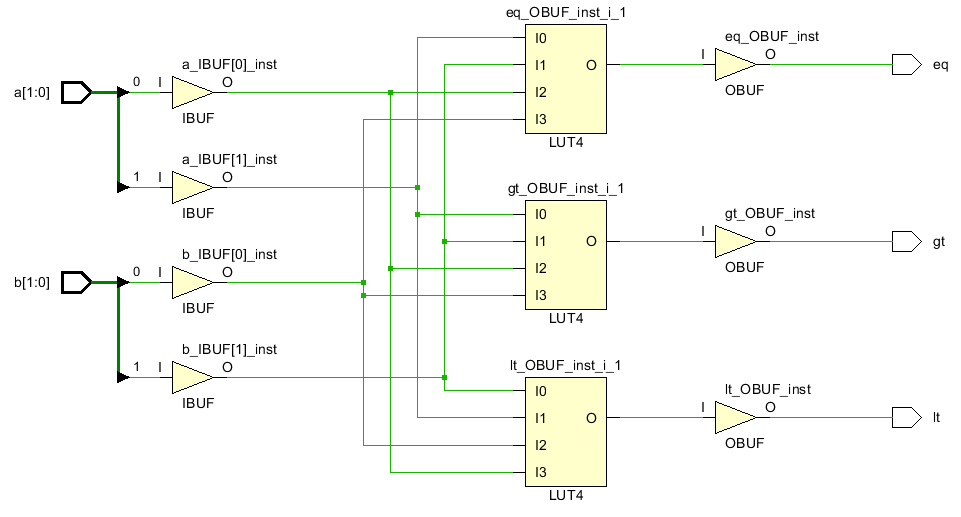 eq_OBUF_inst_i_1
I0
I1
I2
I3
O
LUT4
eq_OBUF_inst
I
O
OBUF
eq
a[1:0]
0
I
a_IBUF[0]_inst
O
IBUF
1
I
a_IBUF[1]_inst
O
IBUF
gt_OBUF_inst_i_1
I0
I1
I2
I3
O
LUT4
gt_OBUF_inst
I
O
OBUF
gt
b[1:0]
0
I
b_IBUF[0]_inst
O
IBUF
1
I
b_IBUF[1]_inst
O
IBUF
lt_OBUF_inst_i_1
I0
I1
I2
I3
O
LUT4
lt_OBUF_inst
I
O
OBUF
lt